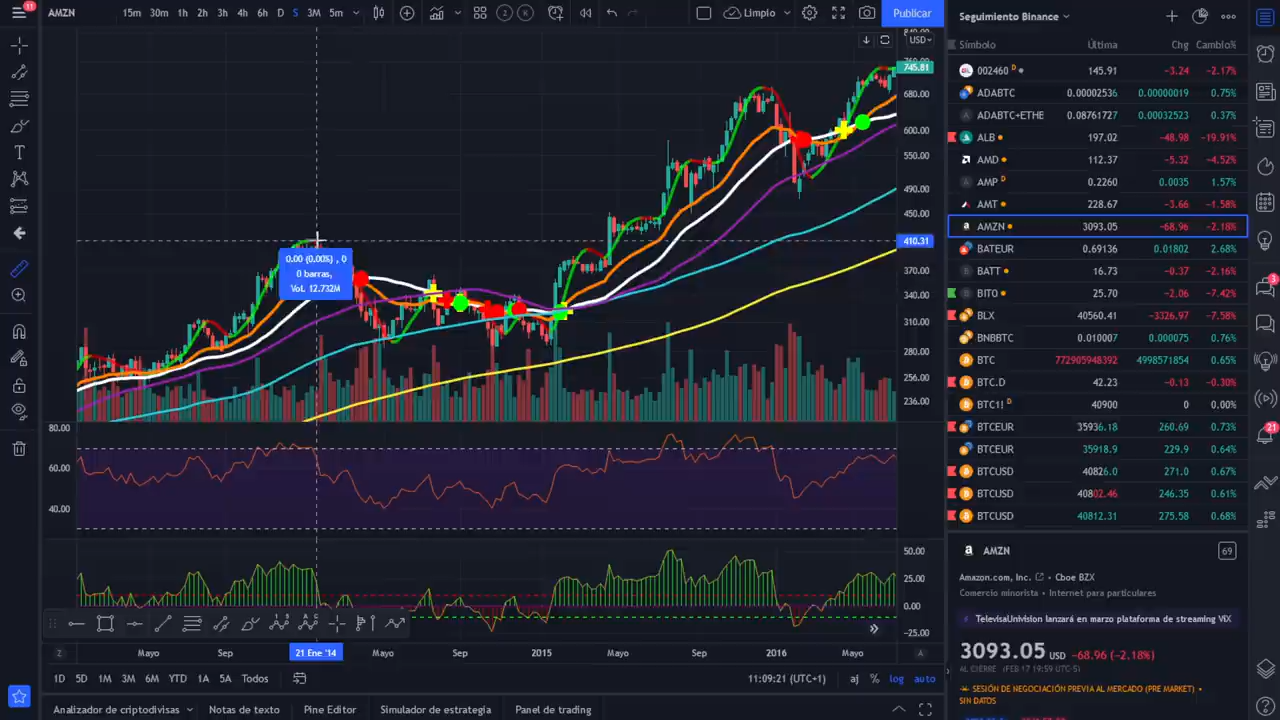 11
AMZN
15m 30m 1h 2h 3h 4h 6h D S 3M 5m
2 K
Limplo
Publicar
USD
745.81
680.00
600.00
550.00
490.00
450.00
410.31
370.00
340.00
310.00
280.00
256.00
236.00
0.00 (0.00%) , 0
0 barras,
Vol. 12.732M
80.00
60.00
40.00
50.00
25.00
0.00
−25.00
Z Mayo Sep 21 Ene '14 Mayo Sep 2015 Mayo Sep 2016 Mayo A
1D 5D 1M 3M 6M YTD 1A 5A Todos
11:09:21 (UTC+1) aj % log auto
Analizador de criptodivisas Notas de texto Pine Editor Simulador de estrategia Panel de trading
Seguimiento Binance
Símbolo Última Chg Cambio%
002460 D 145.91 −3.24 −2.17%
ADABTC 0.00002536 0.00000019 0.75%
ADABTC+ETHE 0.08761727 0.00032523 0.37%
ALB 197.02 −48.98 −19.91%
AMD 112.37 −5.32 −4.52%
AMP D 0.2260 0.0035 1.57%
AMT 228.67 −3.66 −1.58%
AMZN 3093.05 −68.96 −2.18%
BATEUR 0.69136 0.01802 2.68%
BATT 16.73 −0.37 −2.16%
BITO 25.70 −2.06 −7.42%
BLX 40560.41 −3326.97 −7.58%
BNBBTC 0.010007 0.000075 0.76%
BTC 772905948392 4998571854 0.65%
BTC.D 42.23 −0.13 −0.30%
BTC1! D 40900 0 0.00%
BTCEUR 35936.18 260.69 0.73%
BTCEUR 35918.9 229.9 0.64%
BTCUSD 40826.0 271.0 0.67%
BTCUSD 40802.46 246.35 0.61%
BTCUSD 40812.31 275.58 0.68%
AMZN
69
Amazon.com, Inc. • Cboe BZX
Comercio minorista • Internet para particulares
TelevisaUnivision lanzará en marzo plataforma de streaming ViX
3093.05 USD −68.96 (−2.18%)
AL CIERRE (FEB 17 19:59 UTC-5)
SESIÓN DE NEGOCIACIÓN PREVIA AL MERCADO (PRE MARKET) •
SIN DATOS
3
21